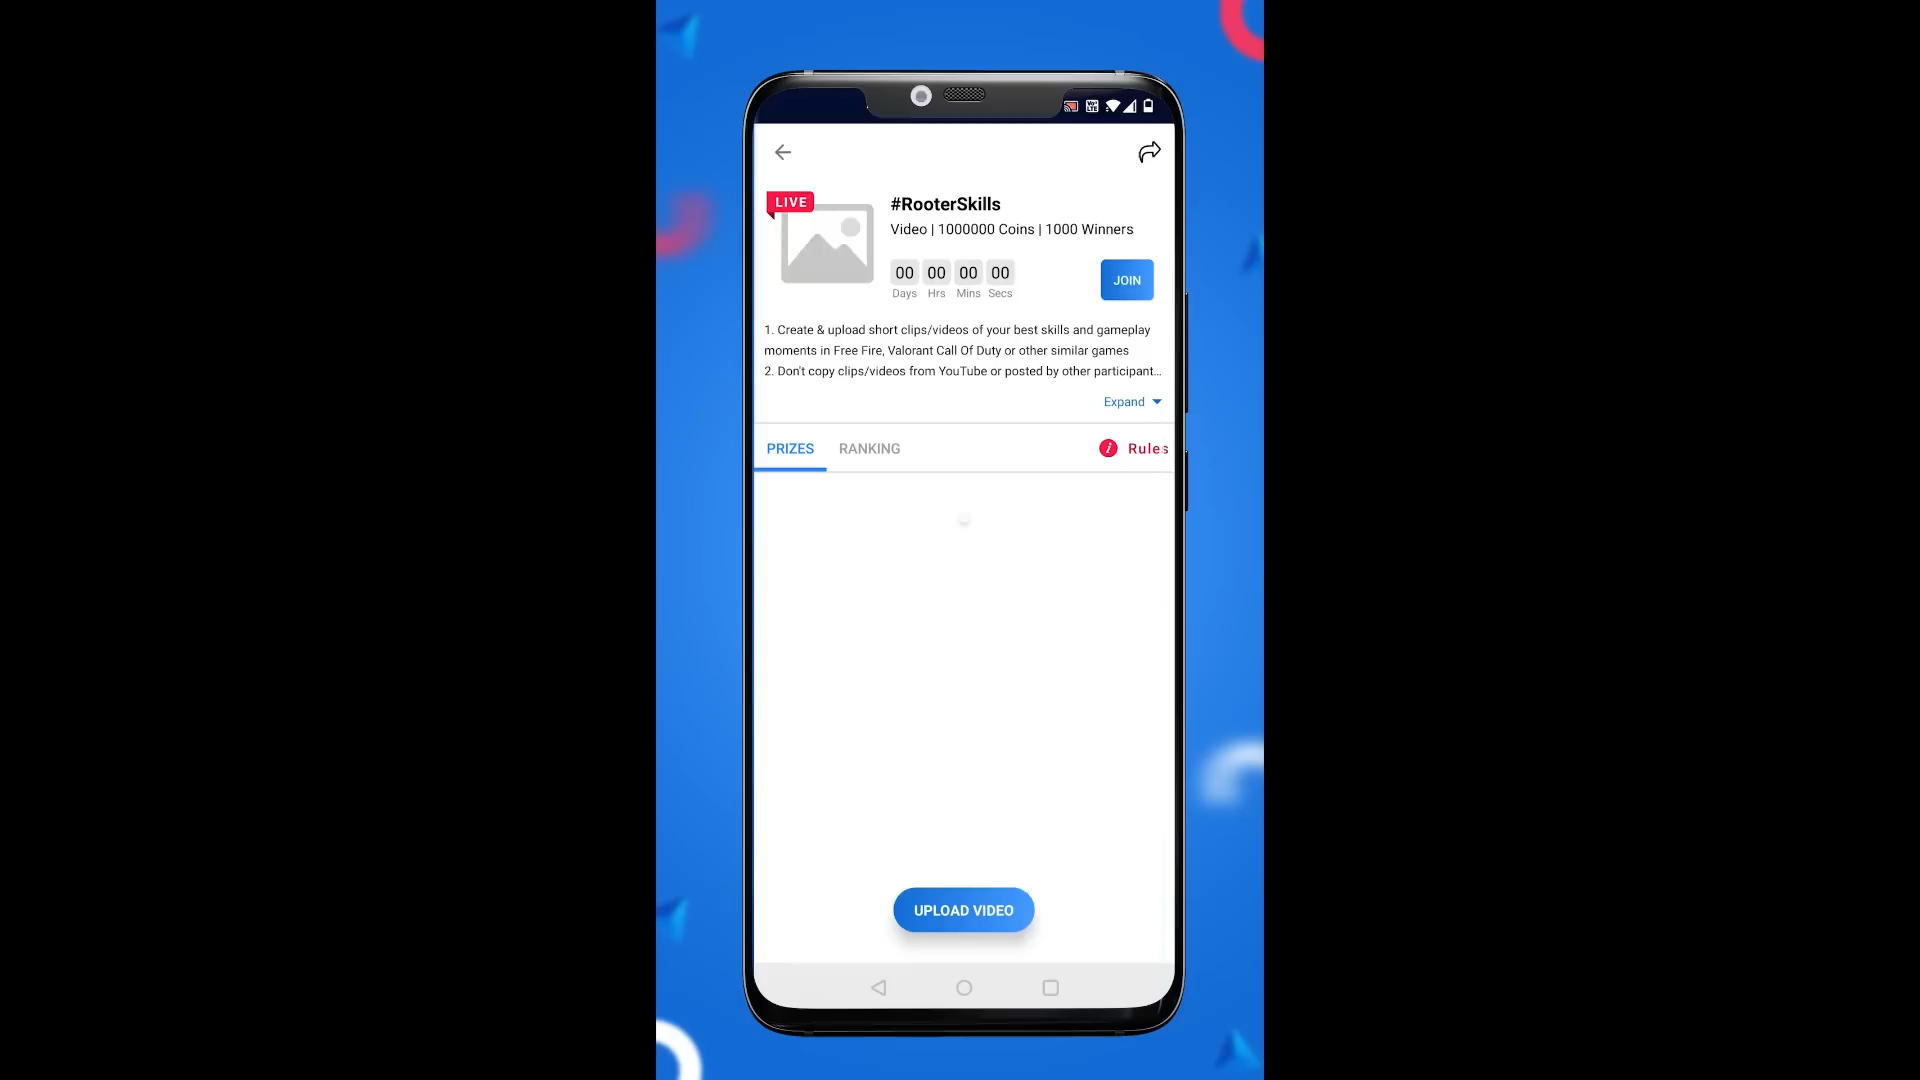 LIVE
#RooterSkills
Video | 1000000 Coins | 1000 Winners
00 00 00 00
Days Hrs Mins Secs
JOIN
1. Create & upload short clips/videos of your best skills and gameplay
moments in Free Fire, Valorant Call Of Duty or other similar games
2. Don't copy clips/videos from YouTube or posted by other participant...
Expand
PRIZES RANKING i Rules
UPLOAD VIDEO